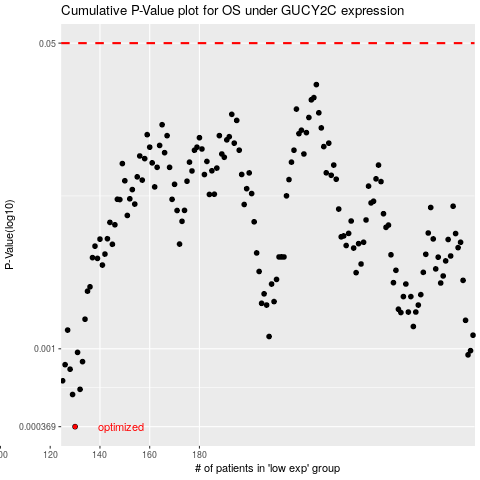 Cumulative P-Value plot for OS under GUCY2C expression
0.05
P-Value(log10)
0.001
0.000369
optimized
00 120 140 160 180
# of patients in 'low exp' group